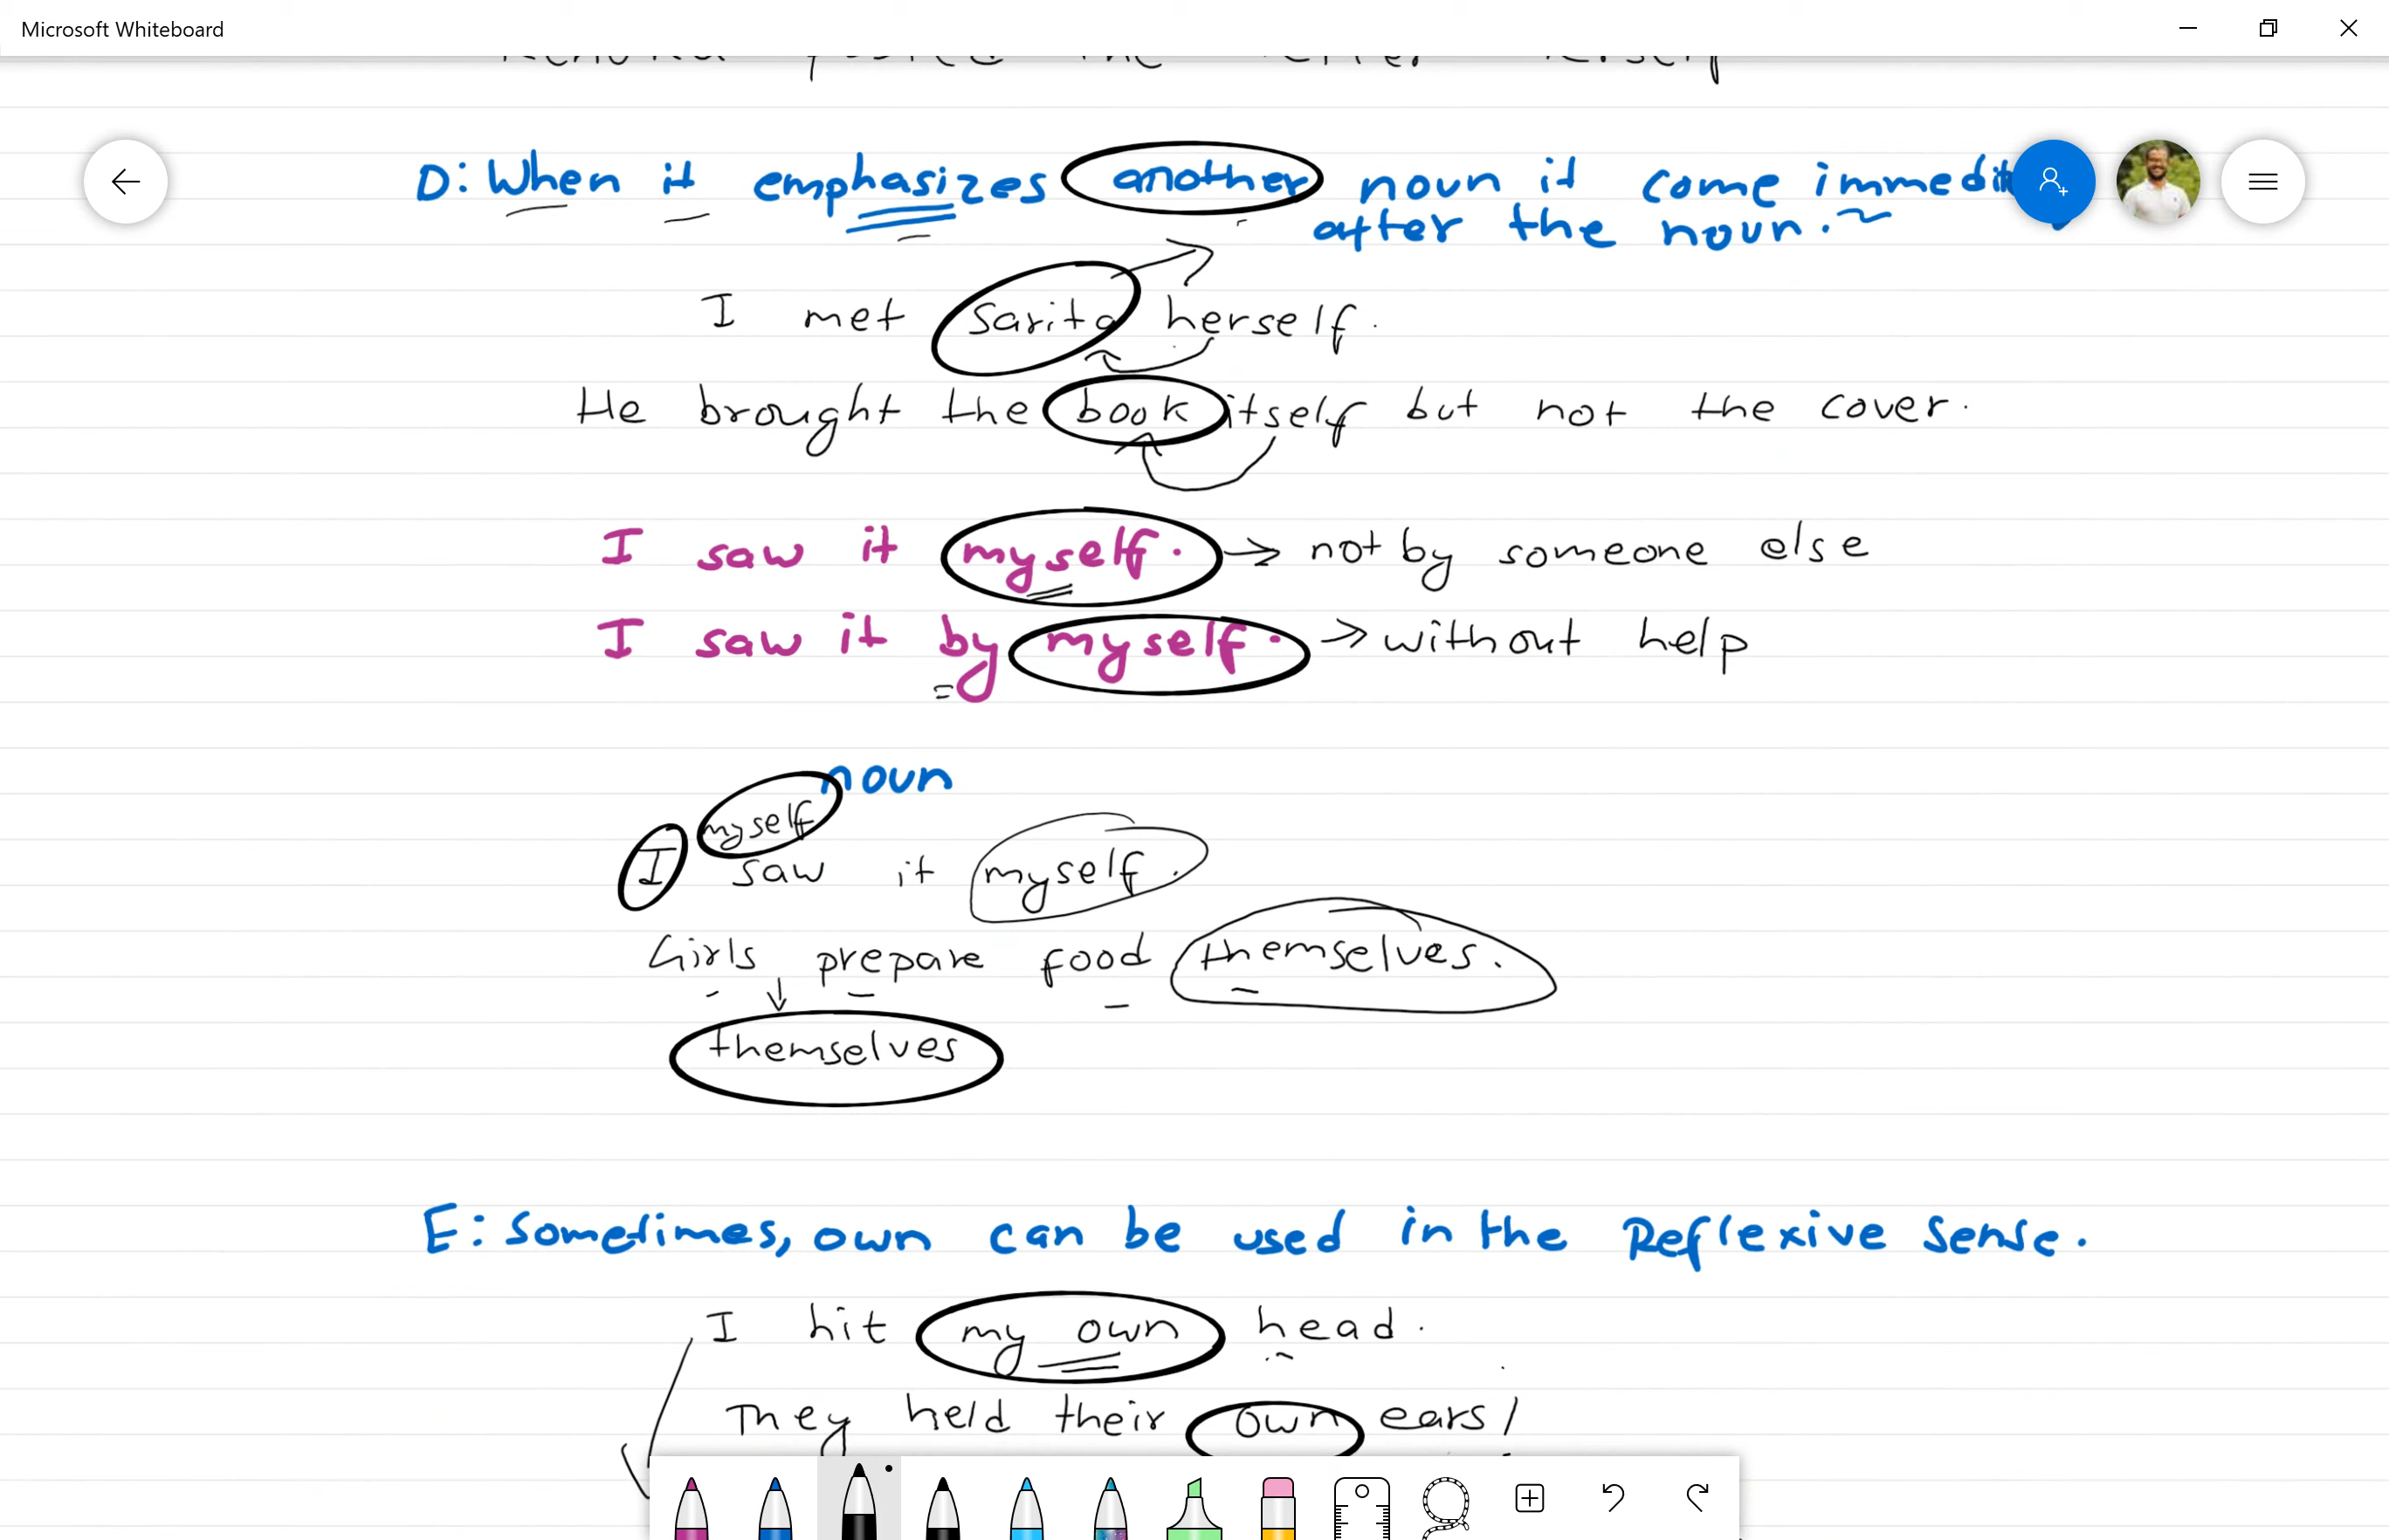 Microsoft Whiteboard
D: When it emphasizes another noun it come
after the noun.
I met Sarita herself.
He brought the book itself but not the cover.
I saw it myself. → not by someone else
I saw it by myself. → without help
noun
myself
I saw it myself.
Girls prepare food themselves.
themselves
E: Sometimes, own can be used in the Reflexive Sense.
I hit my own head.
They held their own ears!